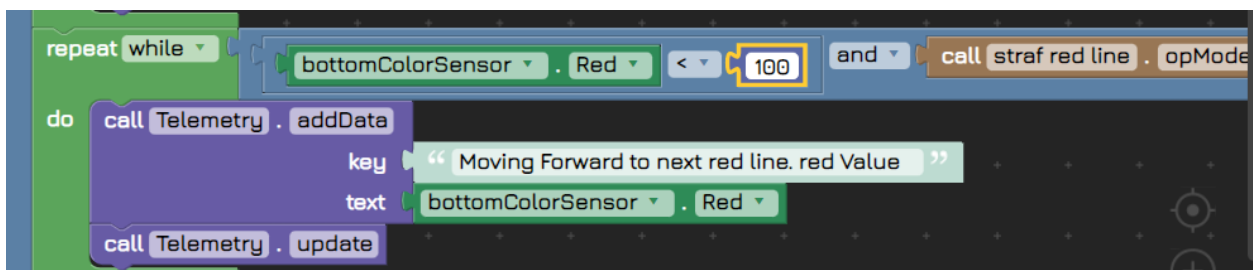 repeat while bottomColorSensor . Red < 100 and call straf red line . opMode
do call Telemetry . addData
key “ Moving Forward to next red line. red Value ”
text bottomColorSensor . Red
call Telemetry . update